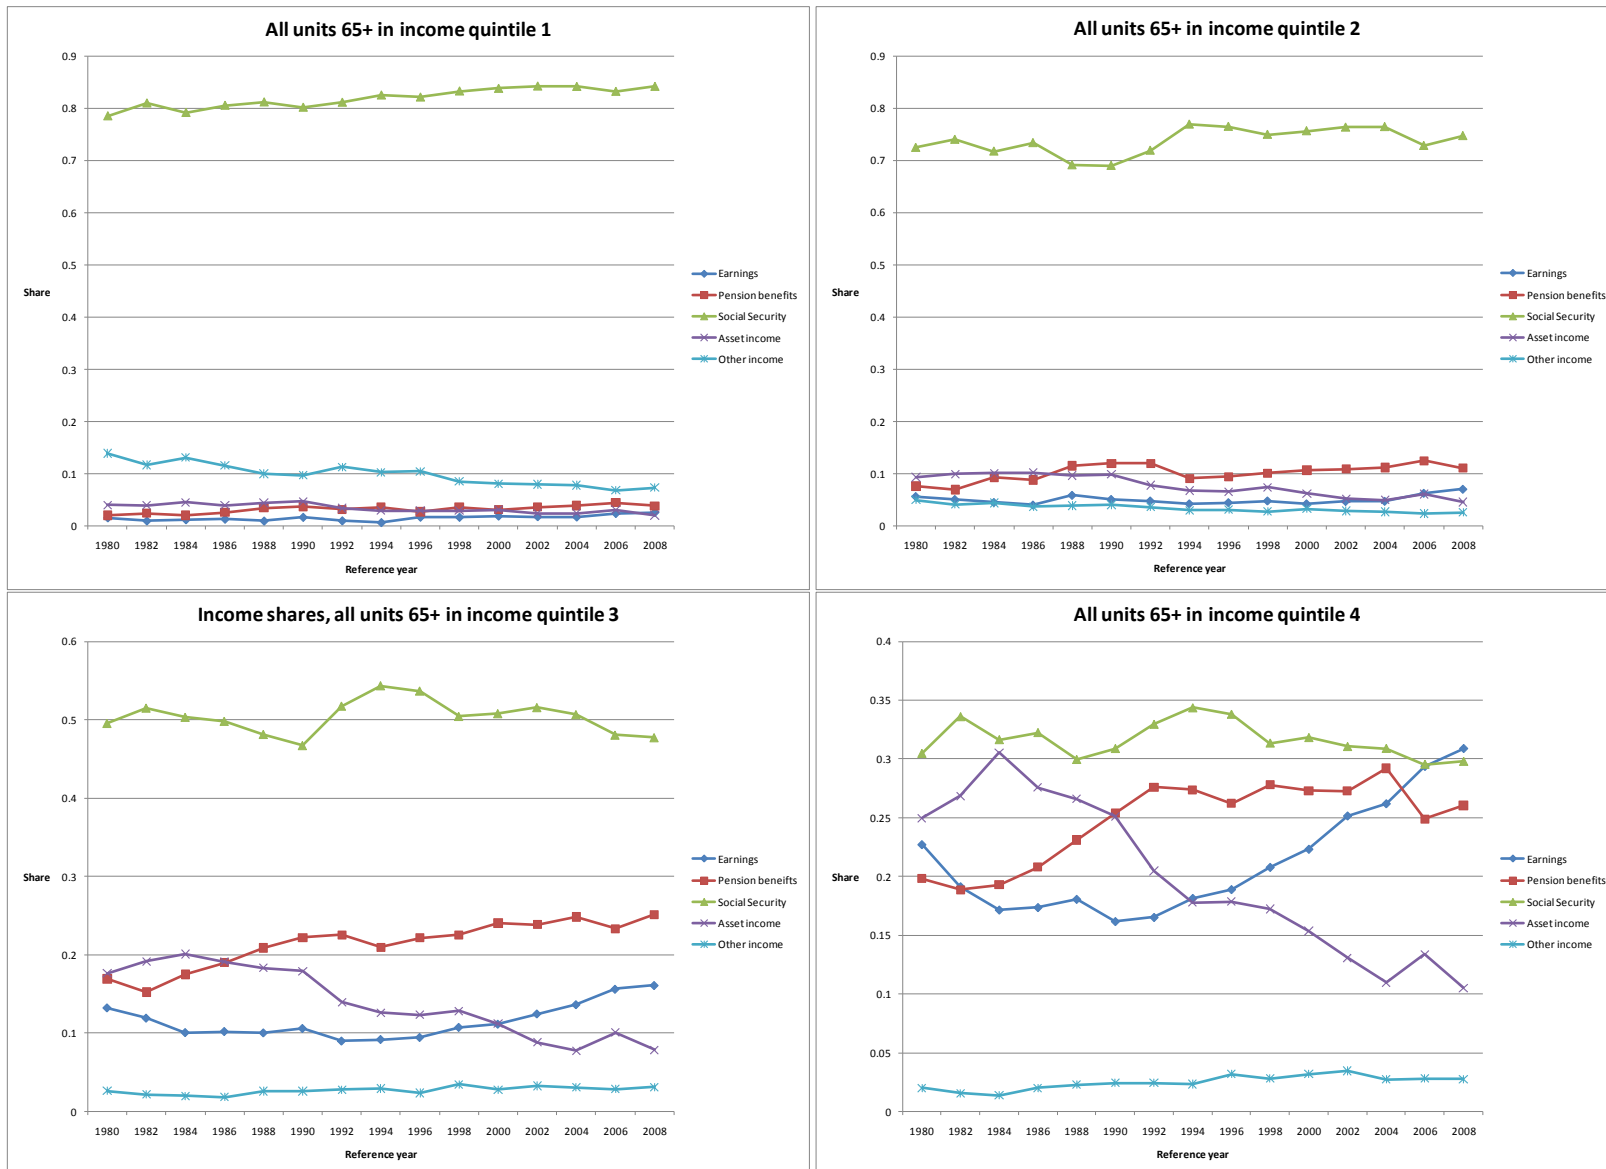 All units 65+ in income quintile 1
0.9
0.8
0.7
0.6
0.5
0.4
0.3
0.2
0.1
0
Share
1980 1982 1984 1986 1988 1990 1992 1994 1996 1998 2000 2002 2004 2006 2008
Reference year
Earnings
Pension benefits
Social Security
Asset income
Other income
All units 65+ in income quintile 2
0.9
0.8
0.7
0.6
0.5
0.4
0.3
0.2
0.1
0
Share
1980 1982 1984 1986 1988 1990 1992 1994 1996 1998 2000 2002 2004 2006 2008
Reference year
Earnings
Pension benefits
Social Security
Asset income
Other income
Income shares, all units 65+ in income quintile 3
0.6
0.5
0.4
0.3
0.2
0.1
0
Share
1980 1982 1984 1986 1988 1990 1992 1994 1996 1998 2000 2002 2004 2006 2008
Reference year
Earnings
Pension benefits
Social Security
Asset income
Other income
All units 65+ in income quintile 4
0.4
0.35
0.3
0.25
0.2
0.15
0.1
0.05
0
Share
1980 1982 1984 1986 1988 1990 1992 1994 1996 1998 2000 2002 2004 2006 2008
Reference year
Earnings
Pension benefits
Social Security
Asset income
Other income